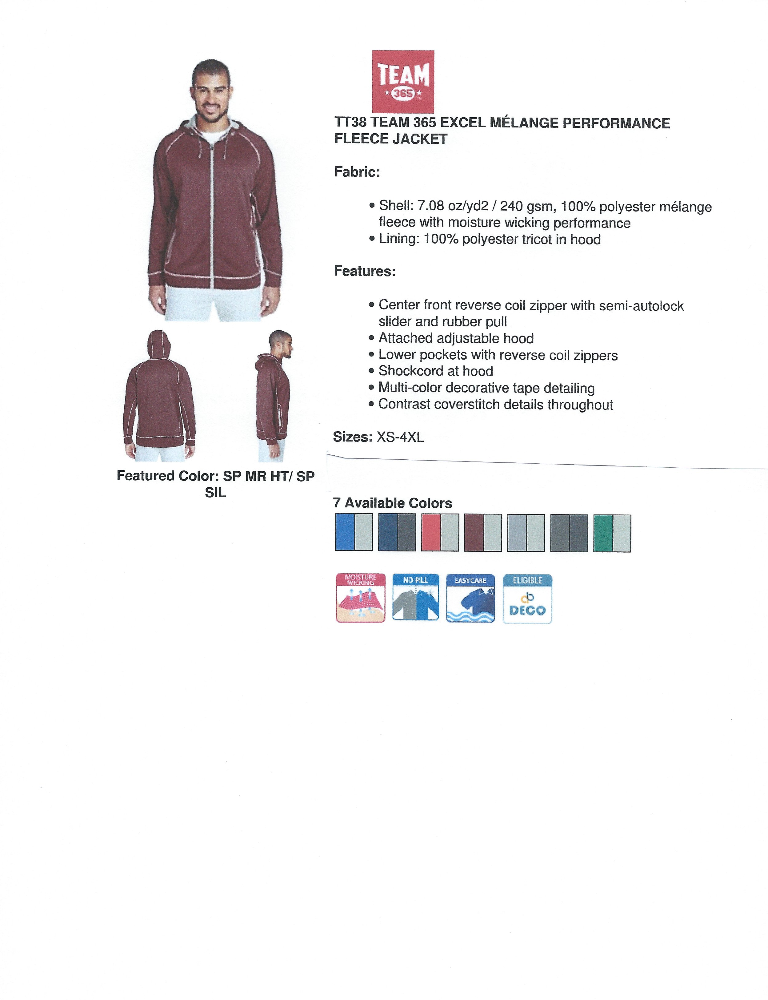 TEAM
365
TT38 TEAM 365 EXCEL MÉLANGE PERFORMANCE
FLEECE JACKET
Fabric:
• Shell: 7.08 oz/yd2 / 240 gsm, 100% polyester mélange
fleece with moisture wicking performance
• Lining: 100% polyester tricot in hood
Features:
• Center front reverse coil zipper with semi-autolock
slider and rubber pull
• Attached adjustable hood
• Lower pockets with reverse coil zippers
• Shockcord at hood
• Multi-color decorative tape detailing
• Contrast coverstitch details throughout
Sizes: XS-4XL
Featured Color: SP MR HT/ SP
SIL
7 Available Colors
MOISTURE
WICKING
NO PILL
EASY CARE
ELIGIBLE
ab
DECO